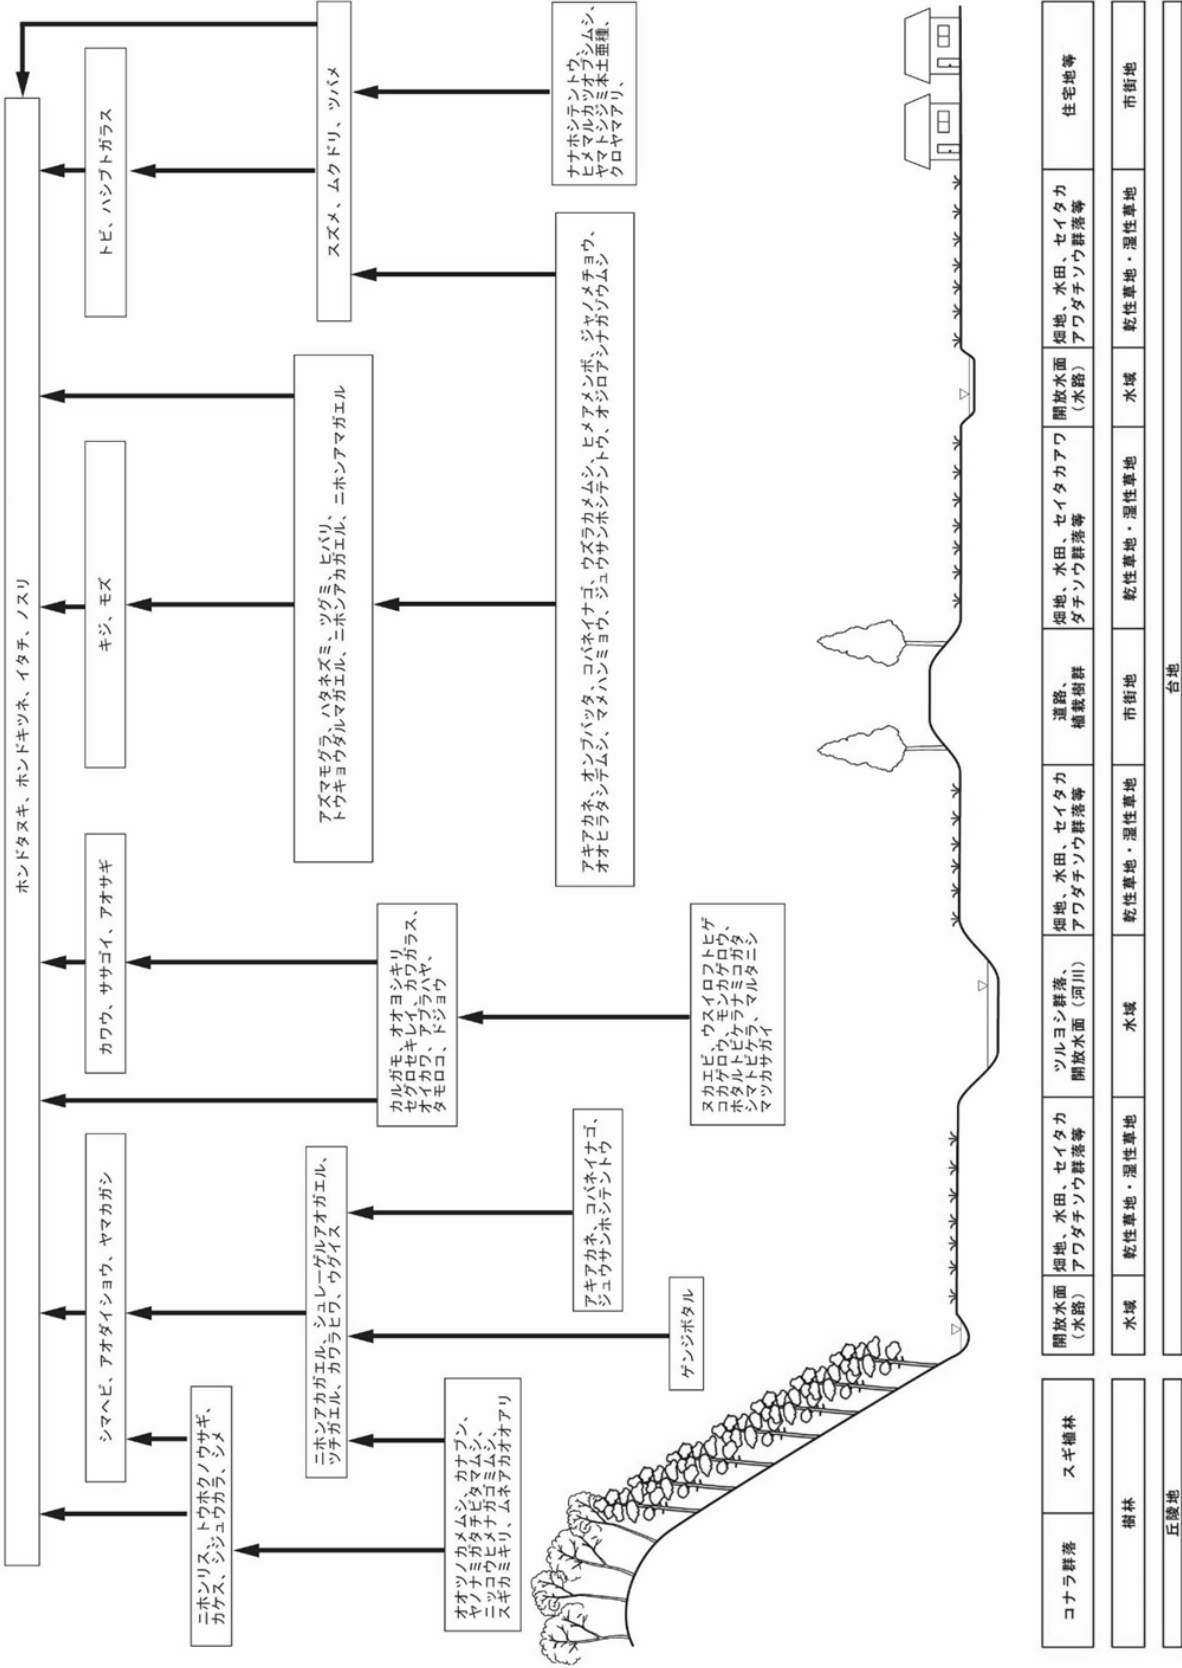 ホンドタヌキ、ホンドキツネ、イタチ、ノスリ
シマヘビ、アオダイショウ、ヤマカガシ
カワウ、ササゴイ、アオサギ
キジ、モズ
トビ、ハシブトガラス
ニホンリス、トウホクノウサギ、
カケス、シジュウカラ、シメ
ニホンアカガエル、シュレーゲルアオガエル、
ツチガエル、カワラヒワ、ウグイス
カルガモ、オオヨシキリ
セグロセキレイ、カワガラス、
オイカワ、アブラハヤ、
タモロコ、ドジョウ
アズマモグラ、ハタネズミ、ツグミ、ヒバリ、
トウキョウダルマガエル、ニホンアカガエル、ニホンアマガエル
スズメ、ムクドリ、ツバメ
オオツノカメムシ、カナブン、
ヤノナミガタチビタマムシ、
ニッコウヒメナガゴミムシ、
スギカミキリ、ムネアカオオアリ
ゲンジボタル
アキアカネ、コバネイナゴ、
ジュウサンホシテントウ
ヌカエビ、ウスイロフトヒゲ
コカゲロウ、モンカゲロウ、
ホタルトビケラナミコガタ
シマトビケラ、マルタニシ
マツカサガイ
アキアカネ、オンブバッタ、コバネイナゴ、ウズラカメムシ、ヒメアメンボ、ジャノメチョウ、
オオヒラタシデムシ、マメハンミョウ、ジュウサンホシテントウ、オジロアシナガゾウムシ
ナナホシテントウ、
ヒメマルカツオブシムシ、
ヤマトシジミ本土亜種、
クロヤマアリ、
コナラ群落
スギ植林
開放水面
（水路）
畑地、水田、セイタカ
アワダチソウ群落等
ツルヨシ群落、
開放水面（河川）
畑地、水田、セイタカ
アワダチソウ群落等
道路、
植栽樹群
畑地、水田、セイタカアワ
ダチソウ群落等
開放水面
（水路）
畑地、水田、セイタカ
アワダチソウ群落等
住宅地等
樹林
水域
乾性草地・湿性草地
水域
乾性草地・湿性草地
市街地
乾性草地・湿性草地
水域
乾性草地・湿性草地
市街地
丘陵地
台地